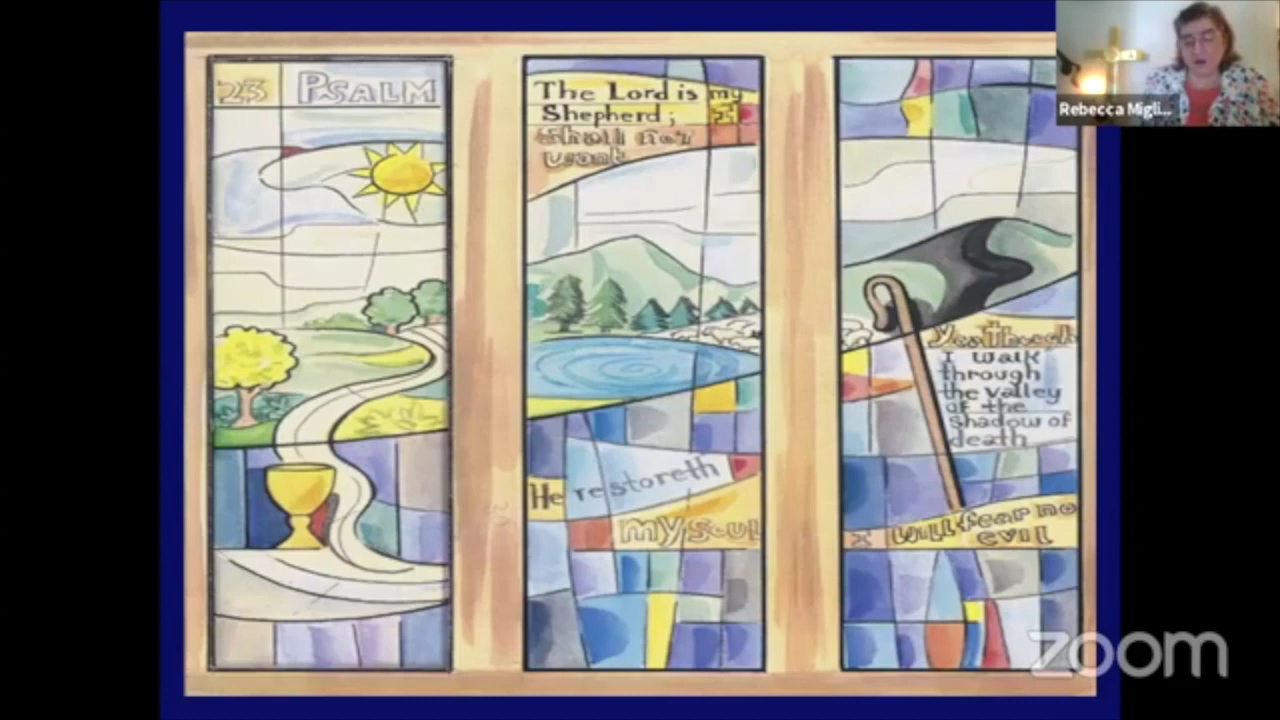 23 PSALM
The Lord is my
Shepherd; I
shall not
want
He restoreth
my soul
Yea, Though
I walk
through
the valley
of the
shadow of
death
I will fear no
evil
Rebecca Migli...
zoom